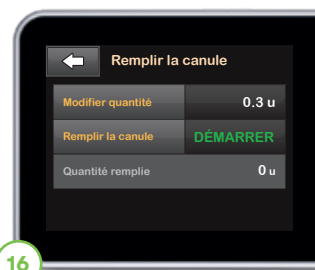 Remplir la canule
Modifier quantité 0.3 u
Remplir la canule DÉMARRER
Quantité remplie 0 u
16